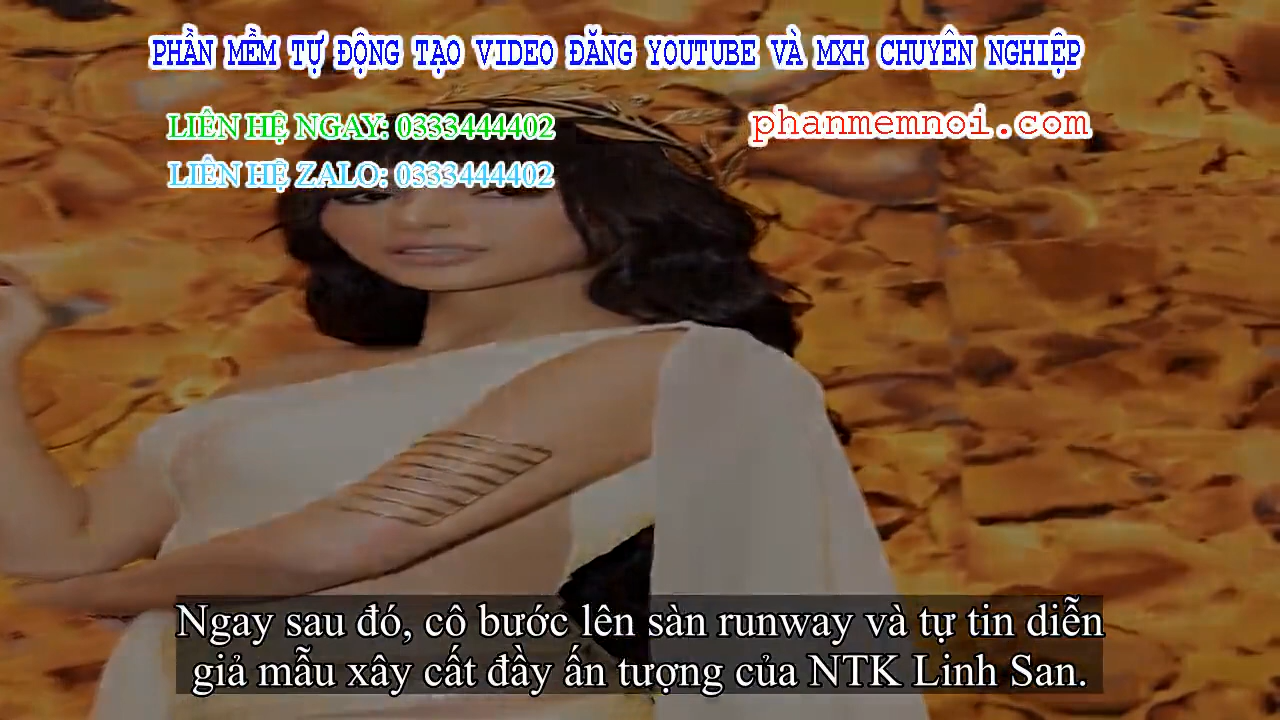 PHẦN MỀM TỰ ĐỘNG TẠO VIDEO ĐĂNG YOUTUBE VÀ MXH CHUYÊN NGHIỆP
LIÊN HỆ NGAY: 0333444402
phanmemnoi.com
LIÊN HỆ ZALO: 0333444402
Ngay sau đó, cô bước lên sàn runway và tự tin diễn
giả mẫu xây cất đầy ấn tượng của NTK Linh San.